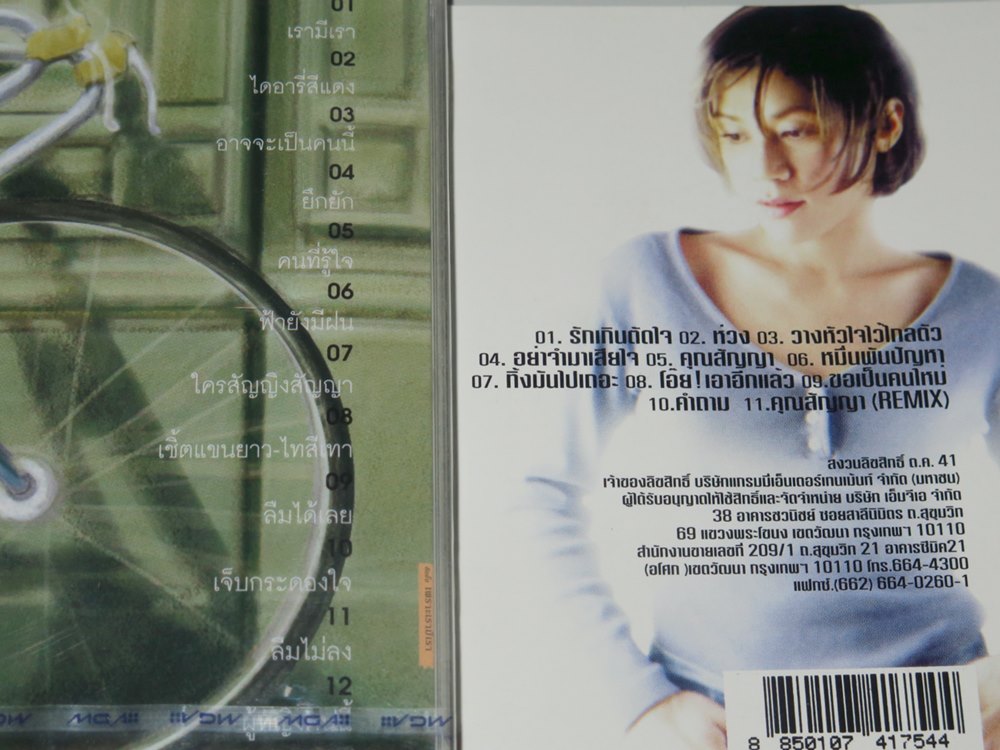 01
เรามีเรา
02
ไดอารี่สีแดง
03
อาจจะเป็นคนนี้
04
ยึกยัก
05
คนที่รู้ใจ
06
ฟ้ายังมีฝน
07
ใครสัญญิงสัญญา
08
เชิ้ตแขนยาว-ไทสีเทา
09
ลืมได้เลย
10
เจ็บกระดองใจ
11
ลืมไม่ลง
12
MGA MGA MGA
01. รักเกินตัดใจ 02. ห่วง 03. วางหัวใจไว้ไกลตัว
04. อย่าจำมาเสียใจ 05. คุณสัญญา 06. หมื่นพันปัญหา
07. ทิ้งมันไปเถอะ 08. โอ๊ย! เอาอีกแล้ว 09. ขอเป็นคนใหม่
10. คำถาม 11. คุณสัญญา (REMIX)
สงวนลิขสิทธิ์ ต.ค. 41
เจ้าของลิขสิทธิ์ บริษัทแกรมมี่เอ็นเตอร์เทนเม้นท์ จำกัด (มหาชน)
ผู้ได้รับอนุญาตให้ใช้สิทธิ์และจัดจำหน่าย บริษัท เอ็มจีเอ จำกัด
38 อาคารชวนิชย์ ซอยสาลีนิมิตร ถ.สุขุมวิท
69 แขวงพระโขนง เขตวัฒนา กรุงเทพฯ 10110
สำนักงานขายเลขที่ 209/1 ถ.สุขุมวิท 21 อาคารซีมิค21
(อโศก )เขตวัฒนา กรุงเทพฯ 10110 โทร.664-4300
แฟกซ์.(662) 664-0260-1
8 850107 417544